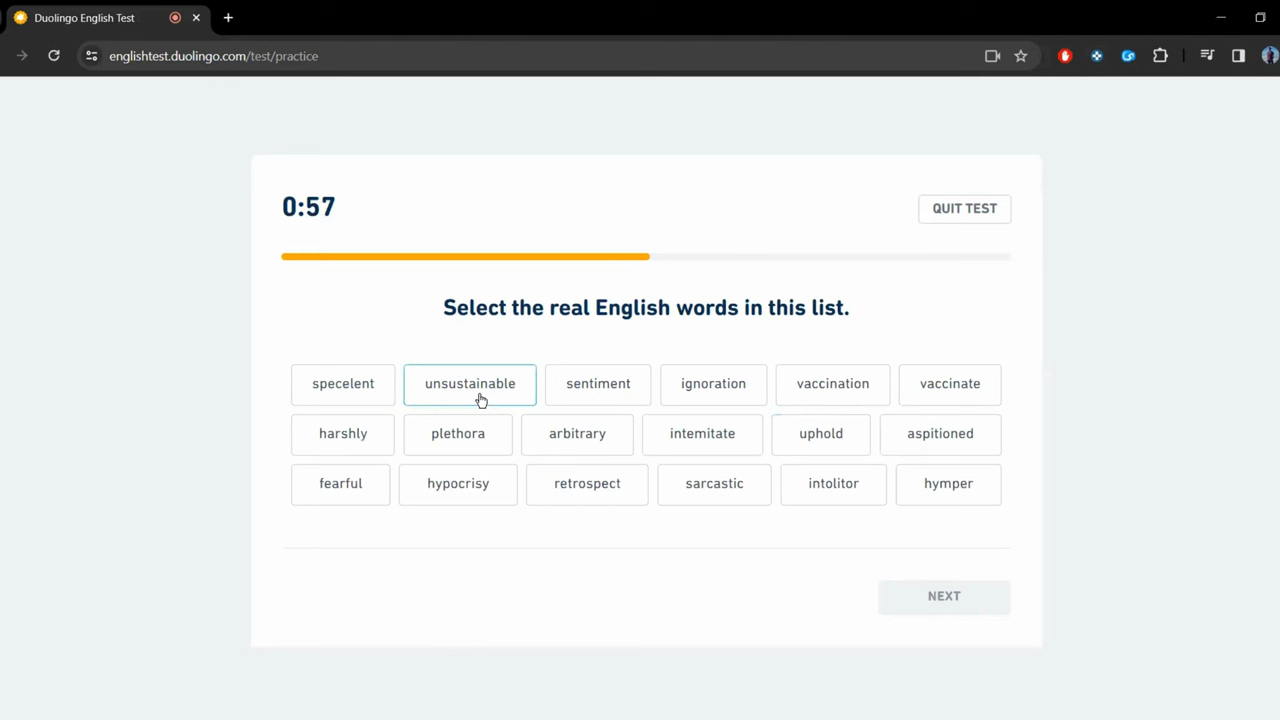 Duolingo English Test
englishtest.duolingo.com/test/practice
0:57
QUIT TEST
Select the real English words in this list.
specelent unsustainable sentiment ignoration vaccination vaccinate
harshly plethora arbitrary intemitate uphold aspitioned
fearful hypocrisy retrospect sarcastic intolitor hymper
NEXT